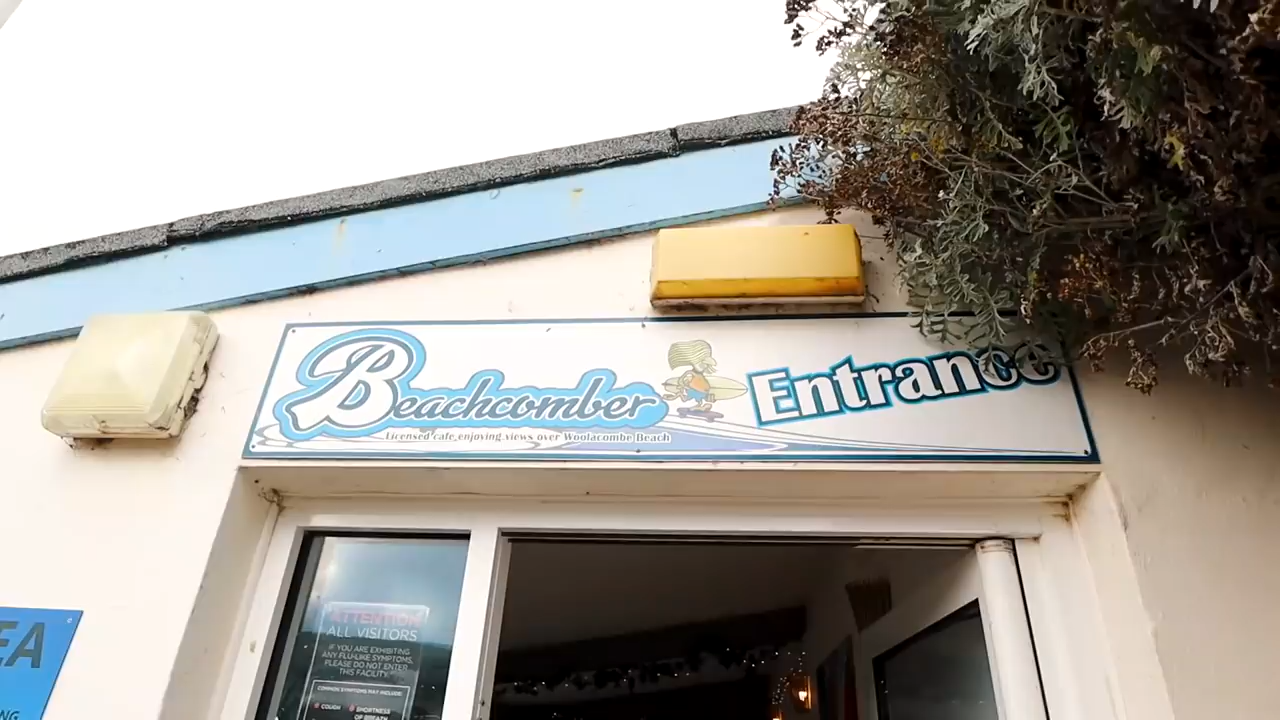 Beachcomber
Licensed cafe enjoying views over Woolacombe Beach
Entrance
ATTENTION
ALL VISITORS
IF YOU ARE EXHIBITING
ANY FLU-LIKE SYMPTOMS,
PLEASE DO NOT ENTER
THIS FACILITY.
COMMON SYMPTOMS MAY INCLUDE:
COUGH
SHORTNESS
OF BREATH
EA
NG